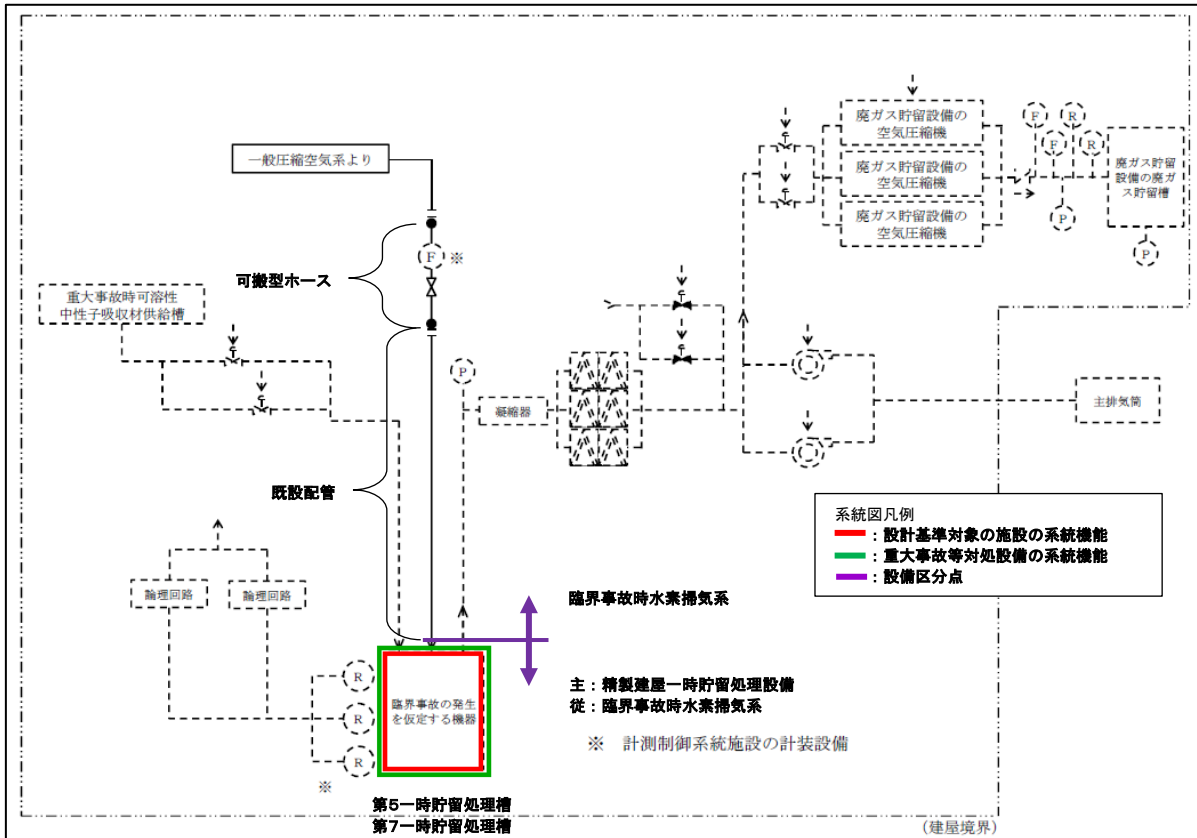 一般圧縮空気系より
F
※
可搬型ホース
重大事故時可溶性
中性子吸収材供給槽
既設配管
P
凝縮器
廃ガス貯留設備の
空気圧縮機
廃ガス貯留設備の
空気圧縮機
廃ガス貯留設備の
空気圧縮機
F
R
F
R
P
廃ガス貯留
設備の廃ガ
ス貯留槽
P
主排気筒
系統図凡例
：設計基準対象の施設の系統機能
：重大事故等対処設備の系統機能
：設備区分点
論理回路
論理回路
臨界事故時水素掃気系
主：精製建屋一時貯留処理設備
従：臨界事故時水素掃気系
R
R
R
※
臨界事故の発生
を仮定する機器
※ 計測制御系統施設の計装設備
第5一時貯留処理槽
第7一時貯留処理槽
(建屋境界)